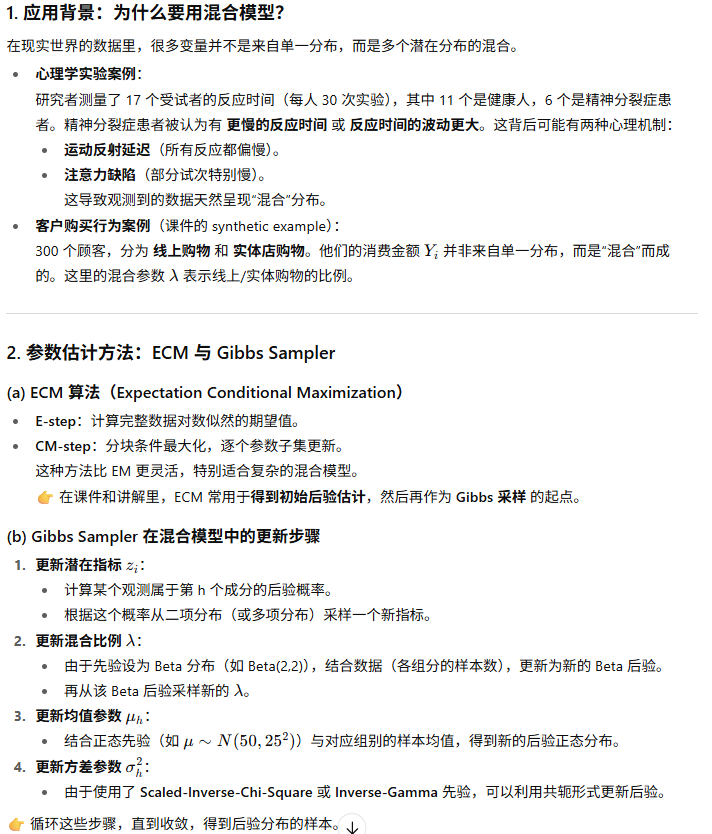 1. 应用背景：为什么要用混合模型？
在现实世界的数据里，很多变量并不是来自单一分布，而是多个潜在分布的混合。
• 心理学实验案例：
研究者测量了 17 个受试者的反应时间（每人 30 次实验），其中 11 个是健康人，6 个是精神分裂症患
者。精神分裂症患者被认为有 更慢的反应时间 或 反应时间的波动更大。这背后可能有两种心理机制：
• 运动反射延迟（所有反应都偏慢）。
• 注意力缺陷（部分试次特别慢）。
这导致观测到的数据天然呈现“混合”分布。
• 客户购买行为案例（课件的 synthetic example）：
300 个顾客，分为 线上购物 和 实体店购物。他们的消费金额 Y_i 并非来自单一分布，而是“混合”而成
的。这里的混合参数 λ 表示线上/实体购物的比例。
2. 参数估计方法：ECM 与 Gibbs Sampler
(a) ECM 算法（Expectation Conditional Maximization）
• E-step：计算完整数据对数似然的期望值。
• CM-step：分块条件最大化，逐个参数子集更新。
这种方法比 EM 更灵活，特别适合复杂的混合模型。
👉 在课件和讲解里，ECM 常用于得到初始后验估计，然后再作为 Gibbs 采样 的起点。
(b) Gibbs Sampler 在混合模型中的更新步骤
1. 更新潜在指标 z_i：
• 计算某个观测属于第 h 个成分的后验概率。
• 根据这个概率从二项分布（或多项分布）采样一个新指标。
2. 更新混合比例 λ：
• 由于先验设为 Beta 分布（如 Beta(2,2)），结合数据（各组分的样本数），更新为新的 Beta 后验。
• 再从该 Beta 后验采样新的 λ。
3. 更新均值参数 μ_h：
• 结合正态先验（如 μ ∼ N(50, 25²)）与对应组别的样本均值，得到新的后验正态分布。
4. 更新方差参数 σ²_h：
• 由于使用了 Scaled-Inverse-Chi-Square 或 Inverse-Gamma 先验，可以利用共轭形式更新后验。
👉 循环这些步骤，直到收敛，得到后验分布的样本。